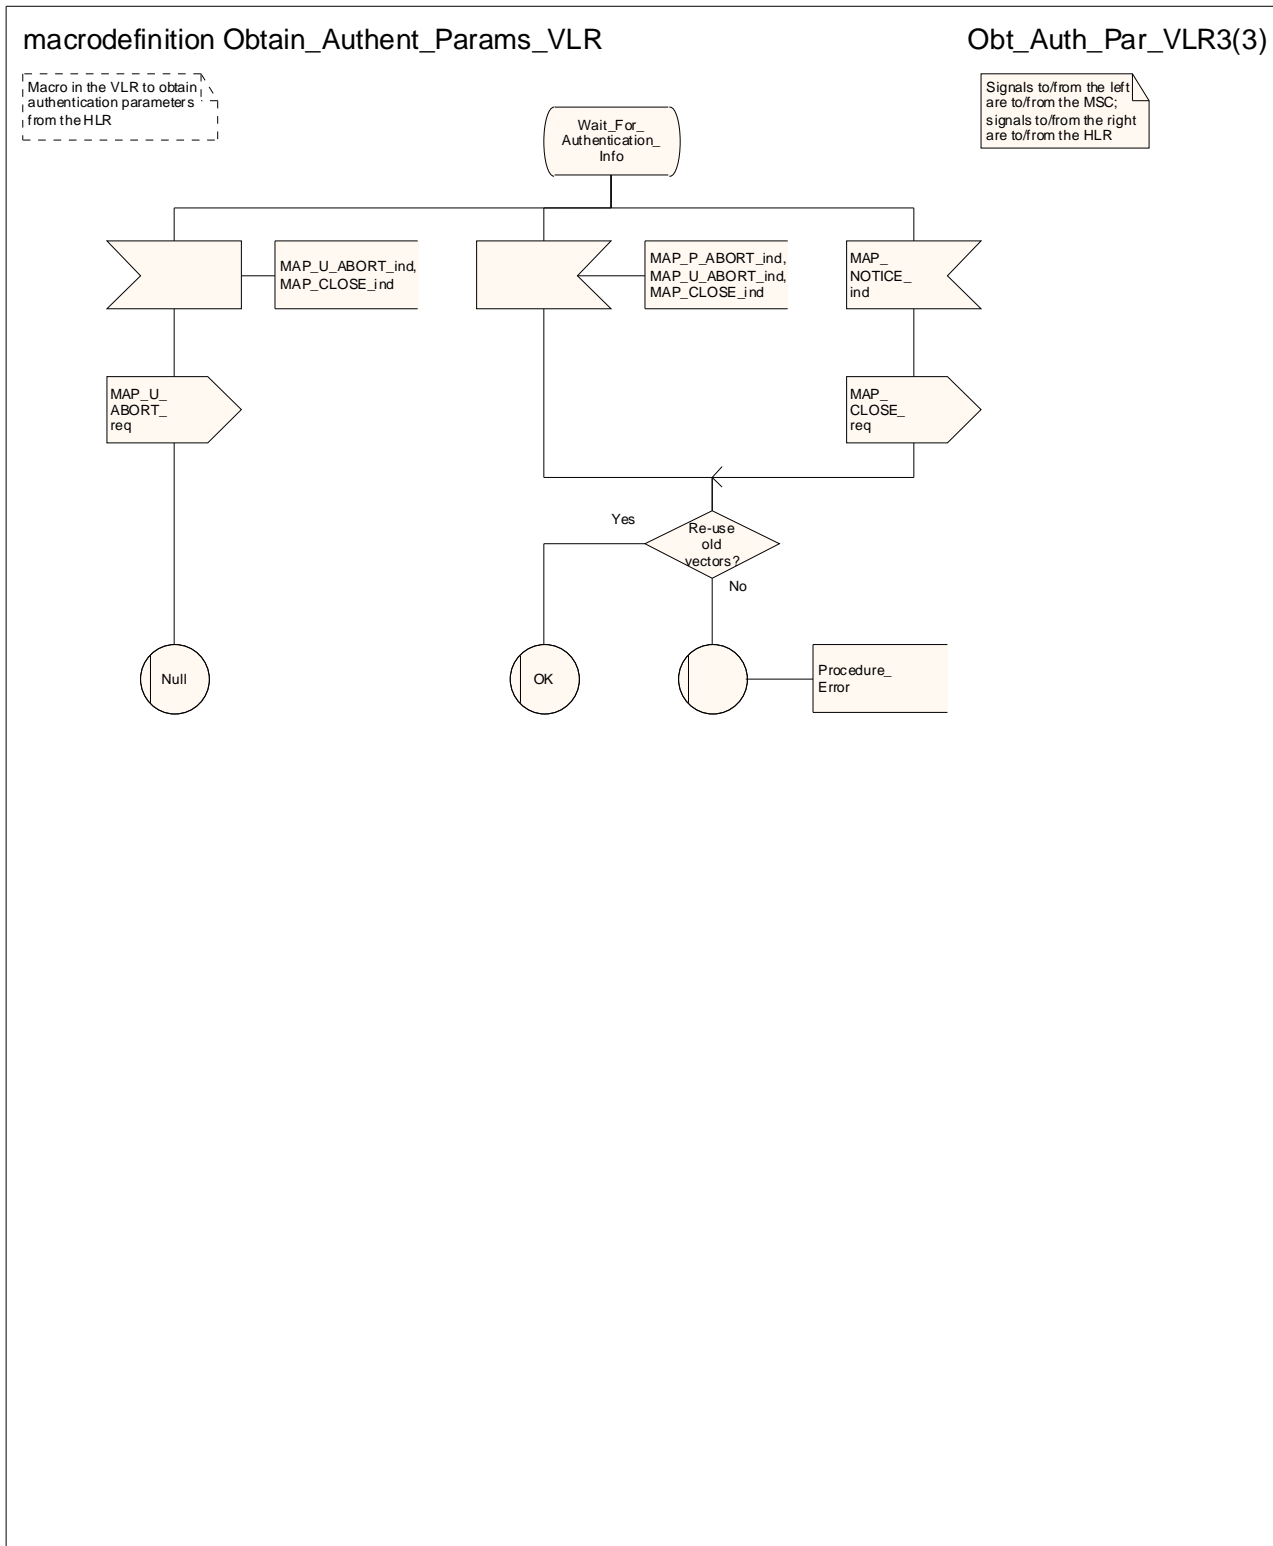 macrodefinition Obtain_Authent_Params_VLR
Obt_Auth_Par_VLR3(3)
Macro in the VLR to obtain
authentication parameters
from the HLR
Signals to/from the left
are to/from the MSC;
signals to/from the right
are to/from the HLR
Wait_For_
Authentication_
Info
MAP_U_ABORT_ind,
MAP_CLOSE_ind
MAP_P_ABORT_ind,
MAP_U_ABORT_ind,
MAP_CLOSE_ind
MAP_
NOTICE_
ind
MAP_U_
ABORT_
req
MAP_
CLOSE_
req
Yes
Re-use
old
vectors?
No
Null
OK
Procedure_
Error